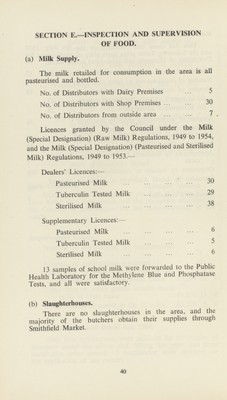 SECTION E.—INSPECTION AND SUPERVISION
OF FOOD.
(a) Milk Supply.
The milk retailed for consumption in the area is all
pasteurised and bottled.
No. of Distributors with Dairy Premises ... 5
No. of Distributors with Shop Premises ... 30
No. of Distributors from outside area ... 7 .
Licences granted by the Council under the Milk
(Special Designation) (Raw Milk) Regulations, 1949 to 1954,
and the Milk (Special Designation) (Pasteurised and Sterilised
Milk) Regulations, 1949 to 1953.—
Dealers' Licences:—
Pasteurised Milk ... ... ... ... 30
Tuberculin Tested Milk ... ... ... 29
Sterilised Milk ... ... ... ... 38
Supplementary Licences:—
Pasteurised Milk ... ... ... ... 6
Tuberculin Tested Milk ... ... ... 5
Sterilised Milk ... ... ... ... 6
13 samples of school milk were forwarded to the Public
Health Laboratory for the Methylene Blue and Phosphatase
Tests, and all were satisfactory.
(b) Slaughterhouses.
There are no slaughterhouses in the area, and the
majority of the butchers obtain their supplies through
Smithfield Market.
40